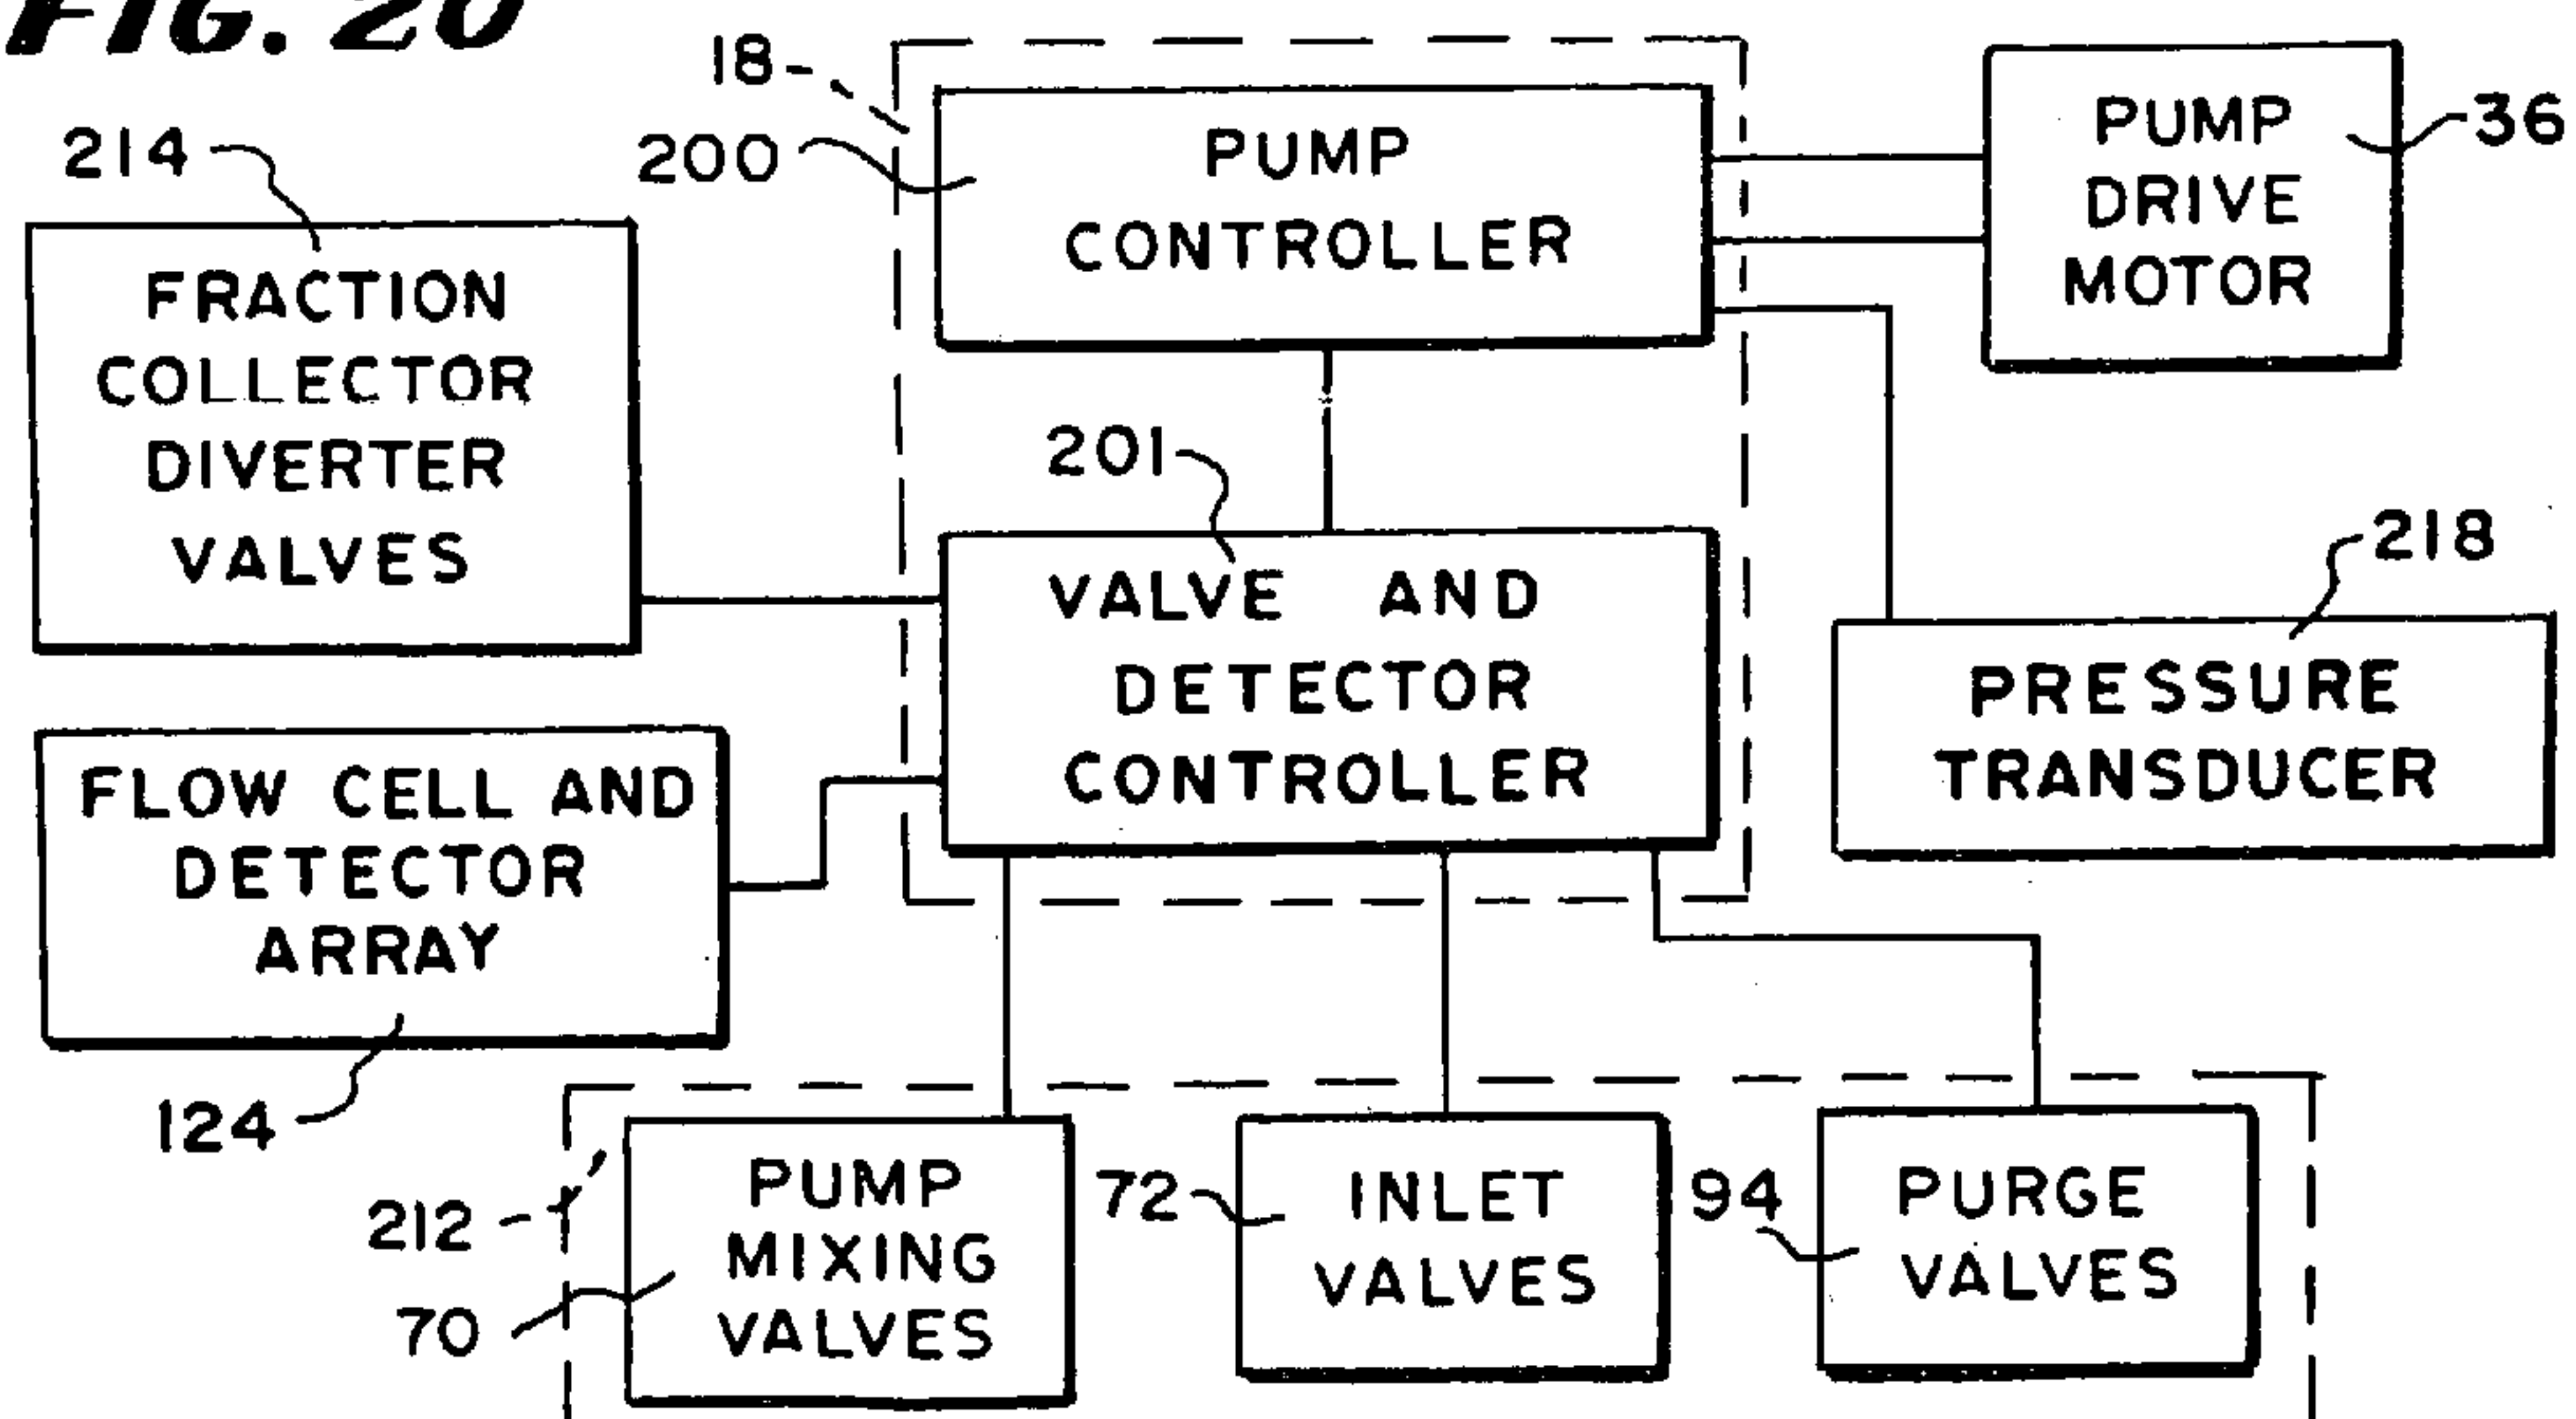 FIG. 20
18
200
PUMP
CONTROLLER
PUMP
DRIVE
MOTOR
36
214
FRACTION
COLLECTOR
DIVERTER
VALVES
201
VALVE AND
DETECTOR
CONTROLLER
218
PRESSURE
TRANSDUCER
FLOW CELL AND
DETECTOR
ARRAY
124
212
70
PUMP
MIXING
VALVES
72
INLET
VALVES
94
PURGE
VALVES